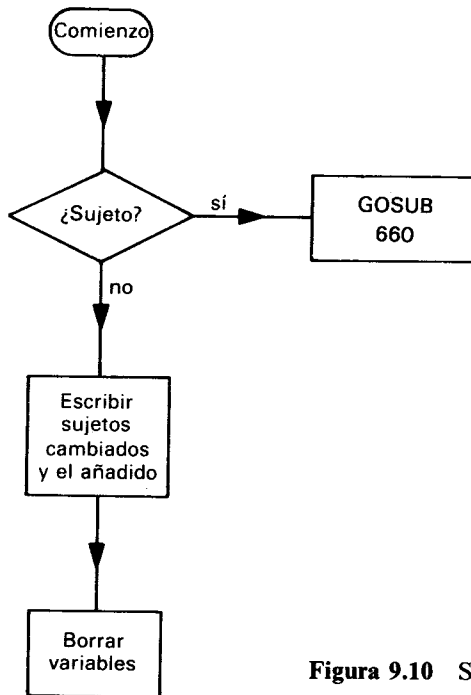 Comienzo
¿Sujeto?
sí
GOSUB
660
no
Escribir
sujetos
cambiados
y el añadido
Borrar
variables
Figura 9.10 S